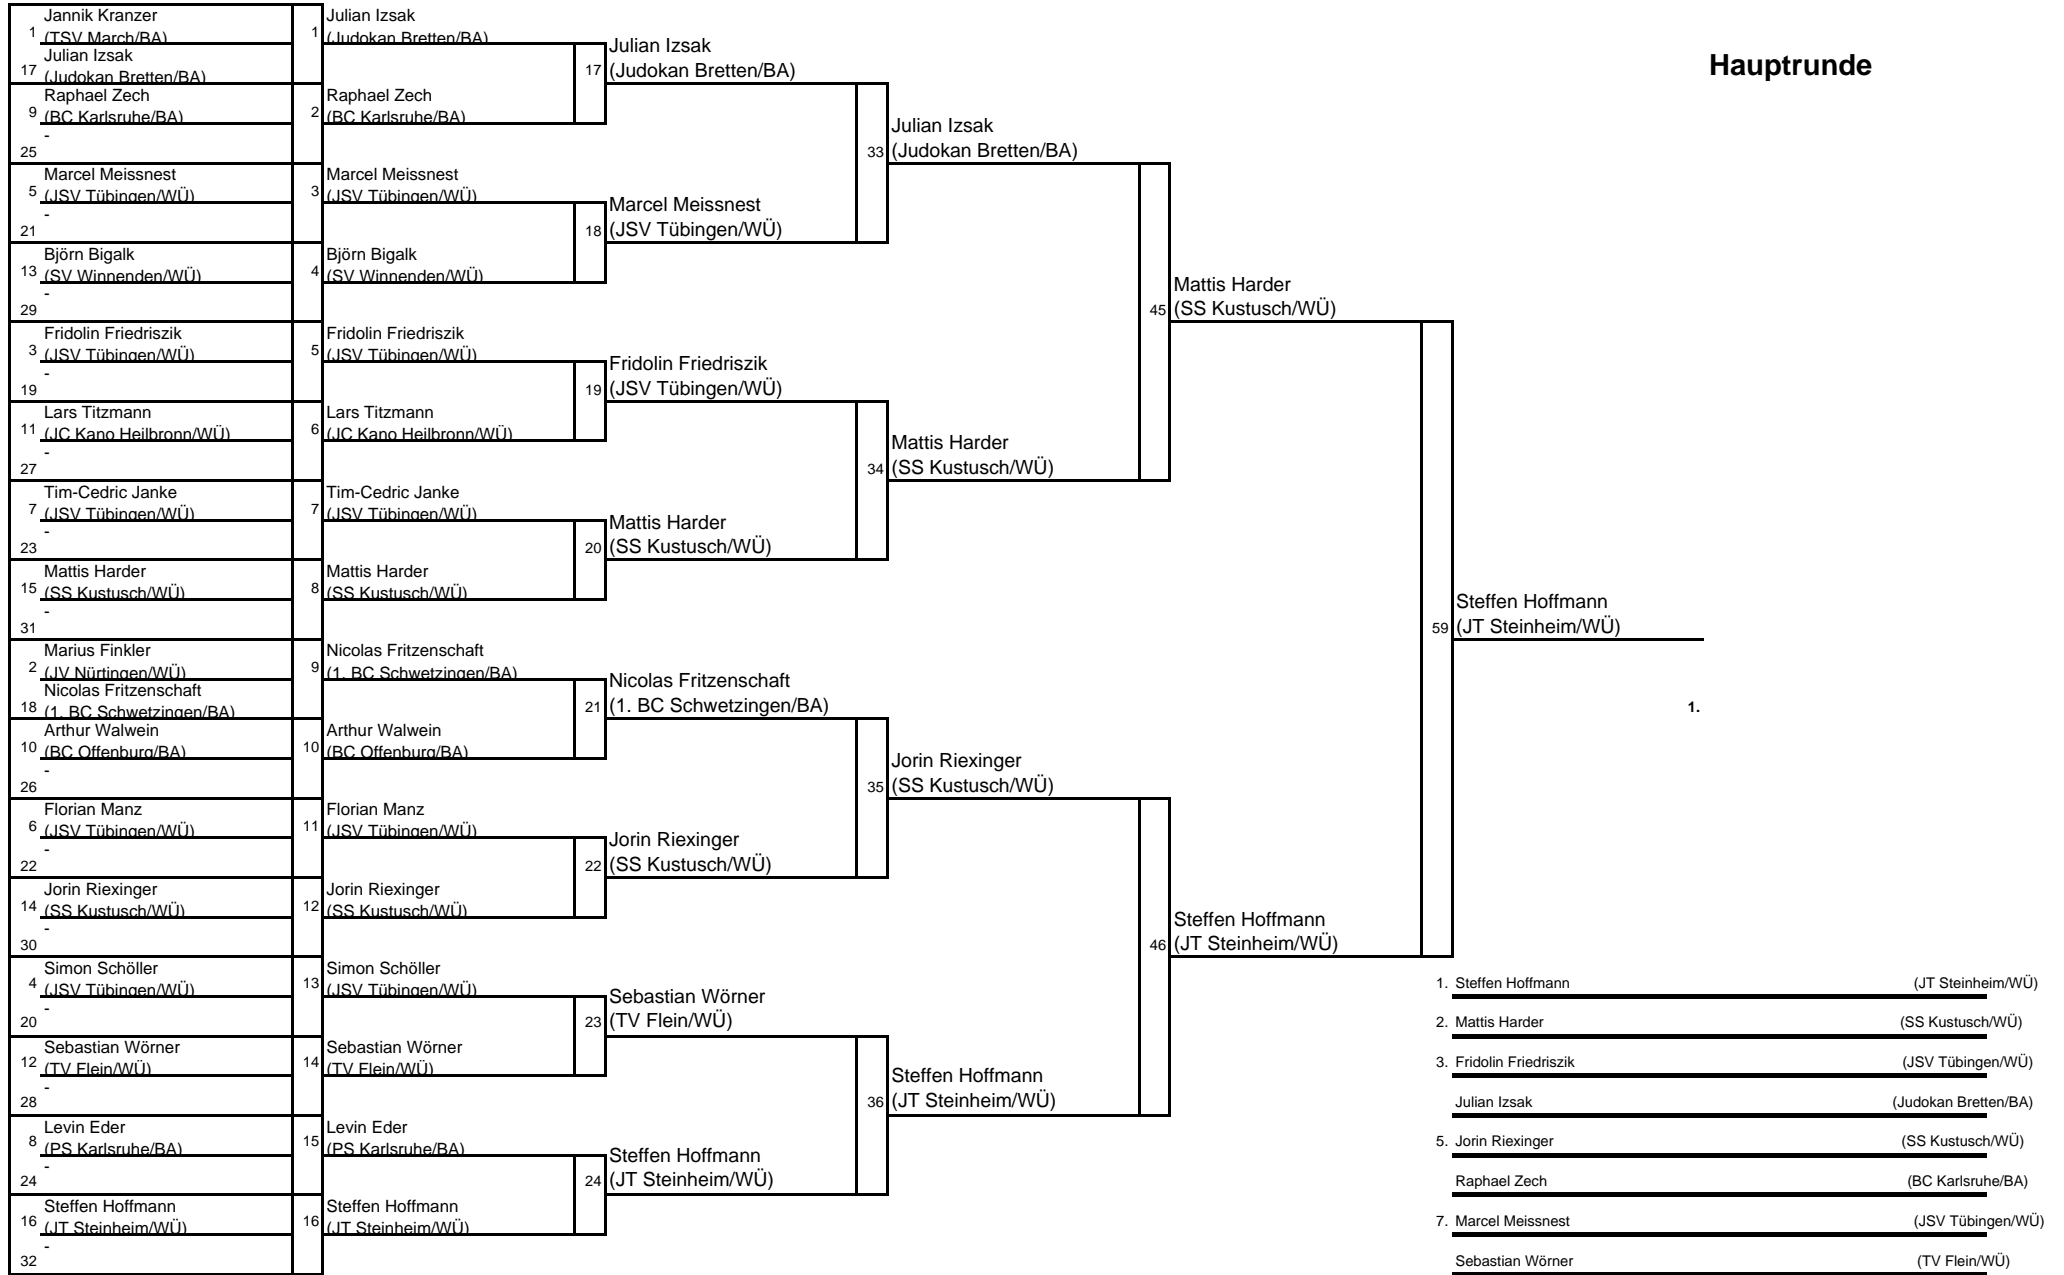 Hauptrunde
1 Jannik Kranzer
(TSV March/BA)
17 Julian Izsak
(Judokan Bretten/BA)
9 Raphael Zech
(BC Karlsruhe/BA)
25 -
5 Marcel Meissnest
(JSV Tübingen/WÜ)
21 -
13 Björn Bigalk
(SV Winnenden/WÜ)
29 -
3 Fridolin Friedriszik
(JSV Tübingen/WÜ)
19 -
11 Lars Titzmann
(JC Kano Heilbronn/WÜ)
27 -
7 Tim-Cedric Janke
(JSV Tübingen/WÜ)
23 -
15 Mattis Harder
(SS Kustusch/WÜ)
31 -
2 Marius Finkler
(JV Nürtingen/WÜ)
18 Nicolas Fritzenschaft
(1. BC Schwetzingen/BA)
10 Arthur Walwein
(BC Offenburg/BA)
26 -
6 Florian Manz
(JSV Tübingen/WÜ)
22 -
14 Jorin Riexinger
(SS Kustusch/WÜ)
30 -
4 Simon Schöller
(JSV Tübingen/WÜ)
20 -
12 Sebastian Wörner
(TV Flein/WÜ)
28 -
8 Levin Eder
(PS Karlsruhe/BA)
24 -
16 Steffen Hoffmann
(JT Steinheim/WÜ)
32 -
1 Julian Izsak
(Judokan Bretten/BA)
2 Raphael Zech
(BC Karlsruhe/BA)
3 Marcel Meissnest
(JSV Tübingen/WÜ)
4 Björn Bigalk
(SV Winnenden/WÜ)
5 Fridolin Friedriszik
(JSV Tübingen/WÜ)
6 Lars Titzmann
(JC Kano Heilbronn/WÜ)
7 Tim-Cedric Janke
(JSV Tübingen/WÜ)
8 Mattis Harder
(SS Kustusch/WÜ)
9 Nicolas Fritzenschaft
(1. BC Schwetzingen/BA)
10 Arthur Walwein
(BC Offenburg/BA)
11 Florian Manz
(JSV Tübingen/WÜ)
12 Jorin Riexinger
(SS Kustusch/WÜ)
13 Simon Schöller
(JSV Tübingen/WÜ)
14 Sebastian Wörner
(TV Flein/WÜ)
15 Levin Eder
(PS Karlsruhe/BA)
16 Steffen Hoffmann
(JT Steinheim/WÜ)
Julian Izsak
17 (Judokan Bretten/BA)
Marcel Meissnest
18 (JSV Tübingen/WÜ)
Fridolin Friedriszik
19 (JSV Tübingen/WÜ)
Mattis Harder
20 (SS Kustusch/WÜ)
Nicolas Fritzenschaft
21 (1. BC Schwetzingen/BA)
Jorin Riexinger
22 (SS Kustusch/WÜ)
Sebastian Wörner
23 (TV Flein/WÜ)
Steffen Hoffmann
24 (JT Steinheim/WÜ)
Julian Izsak
33 (Judokan Bretten/BA)
Mattis Harder
34 (SS Kustusch/WÜ)
Jorin Riexinger
35 (SS Kustusch/WÜ)
Steffen Hoffmann
36 (JT Steinheim/WÜ)
Mattis Harder
45 (SS Kustusch/WÜ)
Steffen Hoffmann
46 (JT Steinheim/WÜ)
Steffen Hoffmann
59 (JT Steinheim/WÜ)
1.
1. Steffen Hoffmann (JT Steinheim/WÜ)
2. Mattis Harder (SS Kustusch/WÜ)
3. Fridolin Friedriszik (JSV Tübingen/WÜ)
Julian Izsak (Judokan Bretten/BA)
5. Jorin Riexinger (SS Kustusch/WÜ)
Raphael Zech (BC Karlsruhe/BA)
7. Marcel Meissnest (JSV Tübingen/WÜ)
Sebastian Wörner (TV Flein/WÜ)